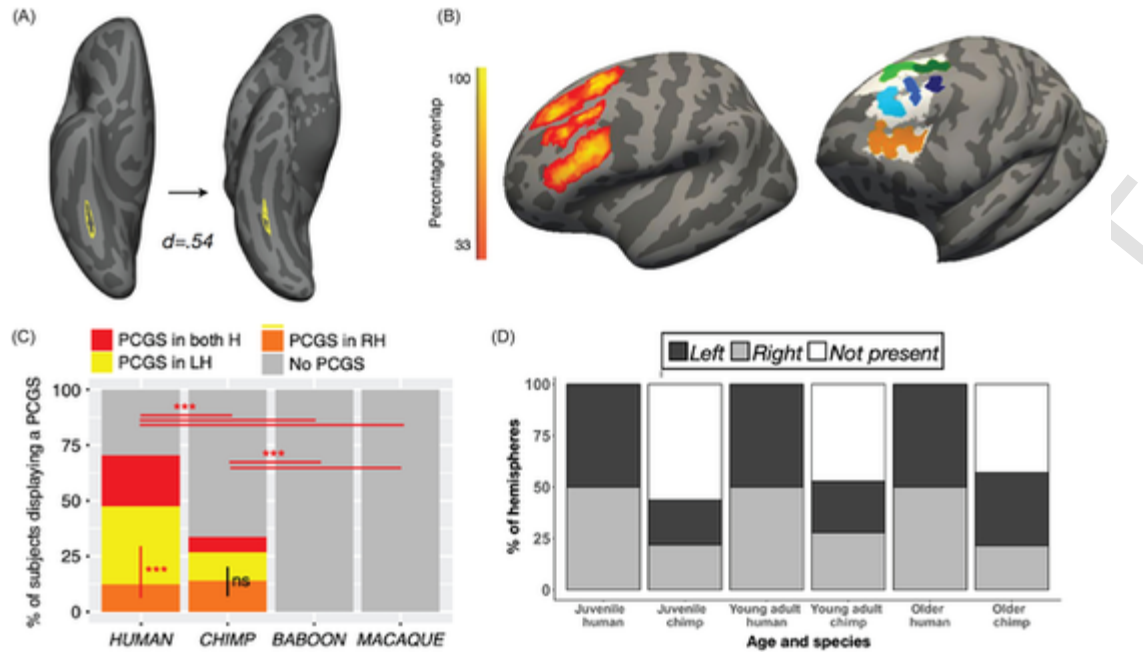 (A)
d=.54
(B)
Percentage overlap
100
33
(C)
PCGS in both H
PCGS in RH
PCGS in LH
No PCGS
% of subjects displaying a PCGS
100
75
50
25
0
***
***
***
ns
HUMAN CHIMP BABOON MACAQUE
(D)
Left Right Not present
% of hemispheres
100
75
50
25
0
Juvenile human
Juvenile chimp
Young adult human
Young adult chimp
Older human
Older chimp
Age and species